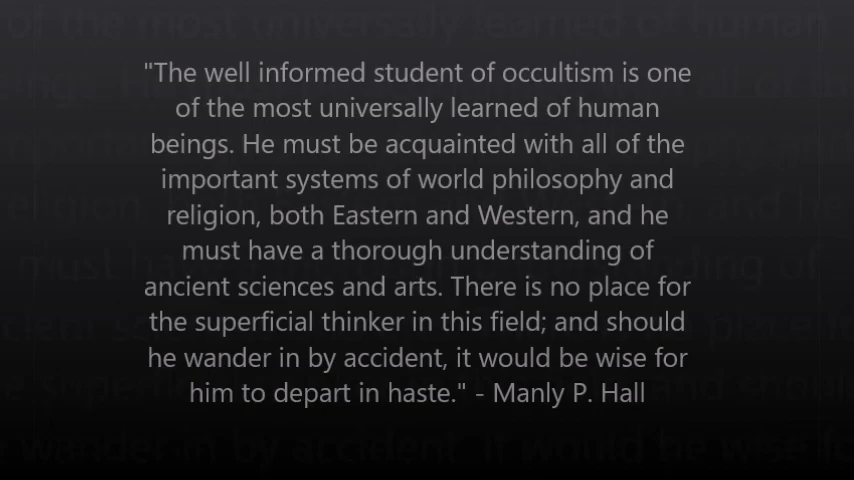 "The well informed student of occultism is one
of the most universally learned of human
beings. He must be acquainted with all of the
important systems of world philosophy and
religion, both Eastern and Western, and he
must have a thorough understanding of
ancient sciences and arts. There is no place for
the superficial thinker in this field; and should
he wander in by accident, it would be wise for
him to depart in haste." - Manly P. Hall